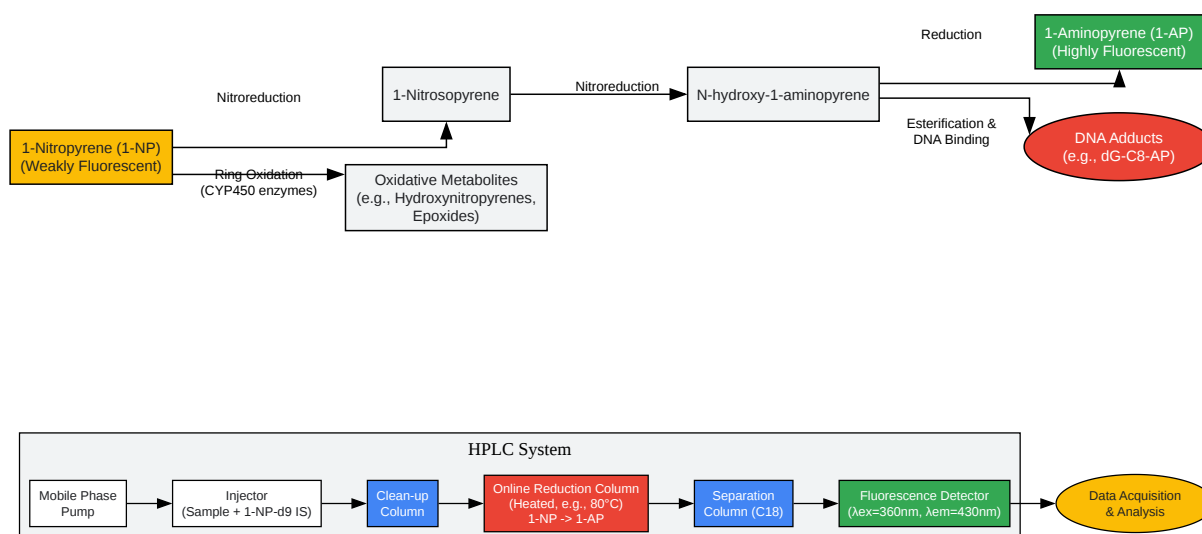 Reduction
1-Aminopyrene (1-AP)
(Highly Fluorescent)
Nitroreduction
1-Nitrosopyrene
Nitroreduction
N-hydroxy-1-aminopyrene
1-Nitropyrene (1-NP)
(Weakly Fluorescent)
Esterification &
DNA Binding
DNA Adducts
(e.g., dG-C8-AP)
Ring Oxidation
(CYP450 enzymes)
Oxidative Metabolites
(e.g., Hydroxynitropyrenes,
Epoxides)
HPLC System
Mobile Phase
Pump
Injector
(Sample + 1-NP-d9 IS)
Clean-up
Column
Online Reduction Column
(Heated, e.g., 80°C)
1-NP -> 1-AP
Separation
Column (C18)
Fluorescence Detector
(λex=360nm, λem=430nm)
Data Acquisition
& Analysis